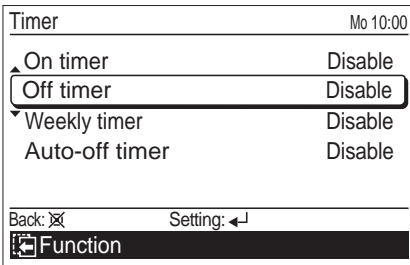 Timer Mo 10:00
On timer Disable
Off timer Disable
Weekly timer Disable
Auto-off timer Disable
Back: Setting:
Function